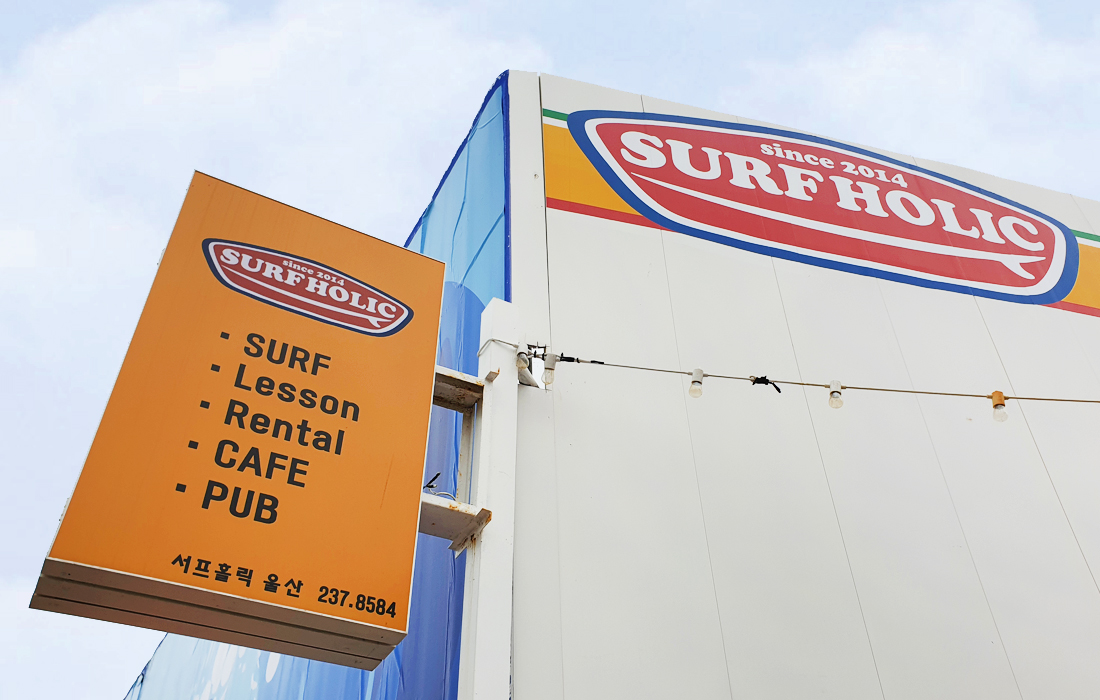 since 2014
SURF HOLIC
· SURF
· Lesson
· Rental
· CAFE
· PUB
서프홀릭 울산 237.8584
since 2014
SURF HOLIC